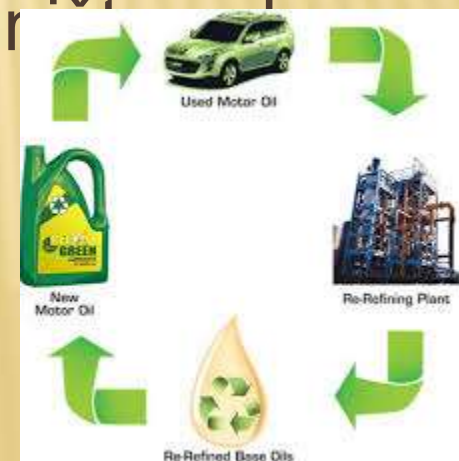 Used Motor Oil
GREEN
New
Motor Oil
Re-Refining Plant
Re-Refined Base Oils